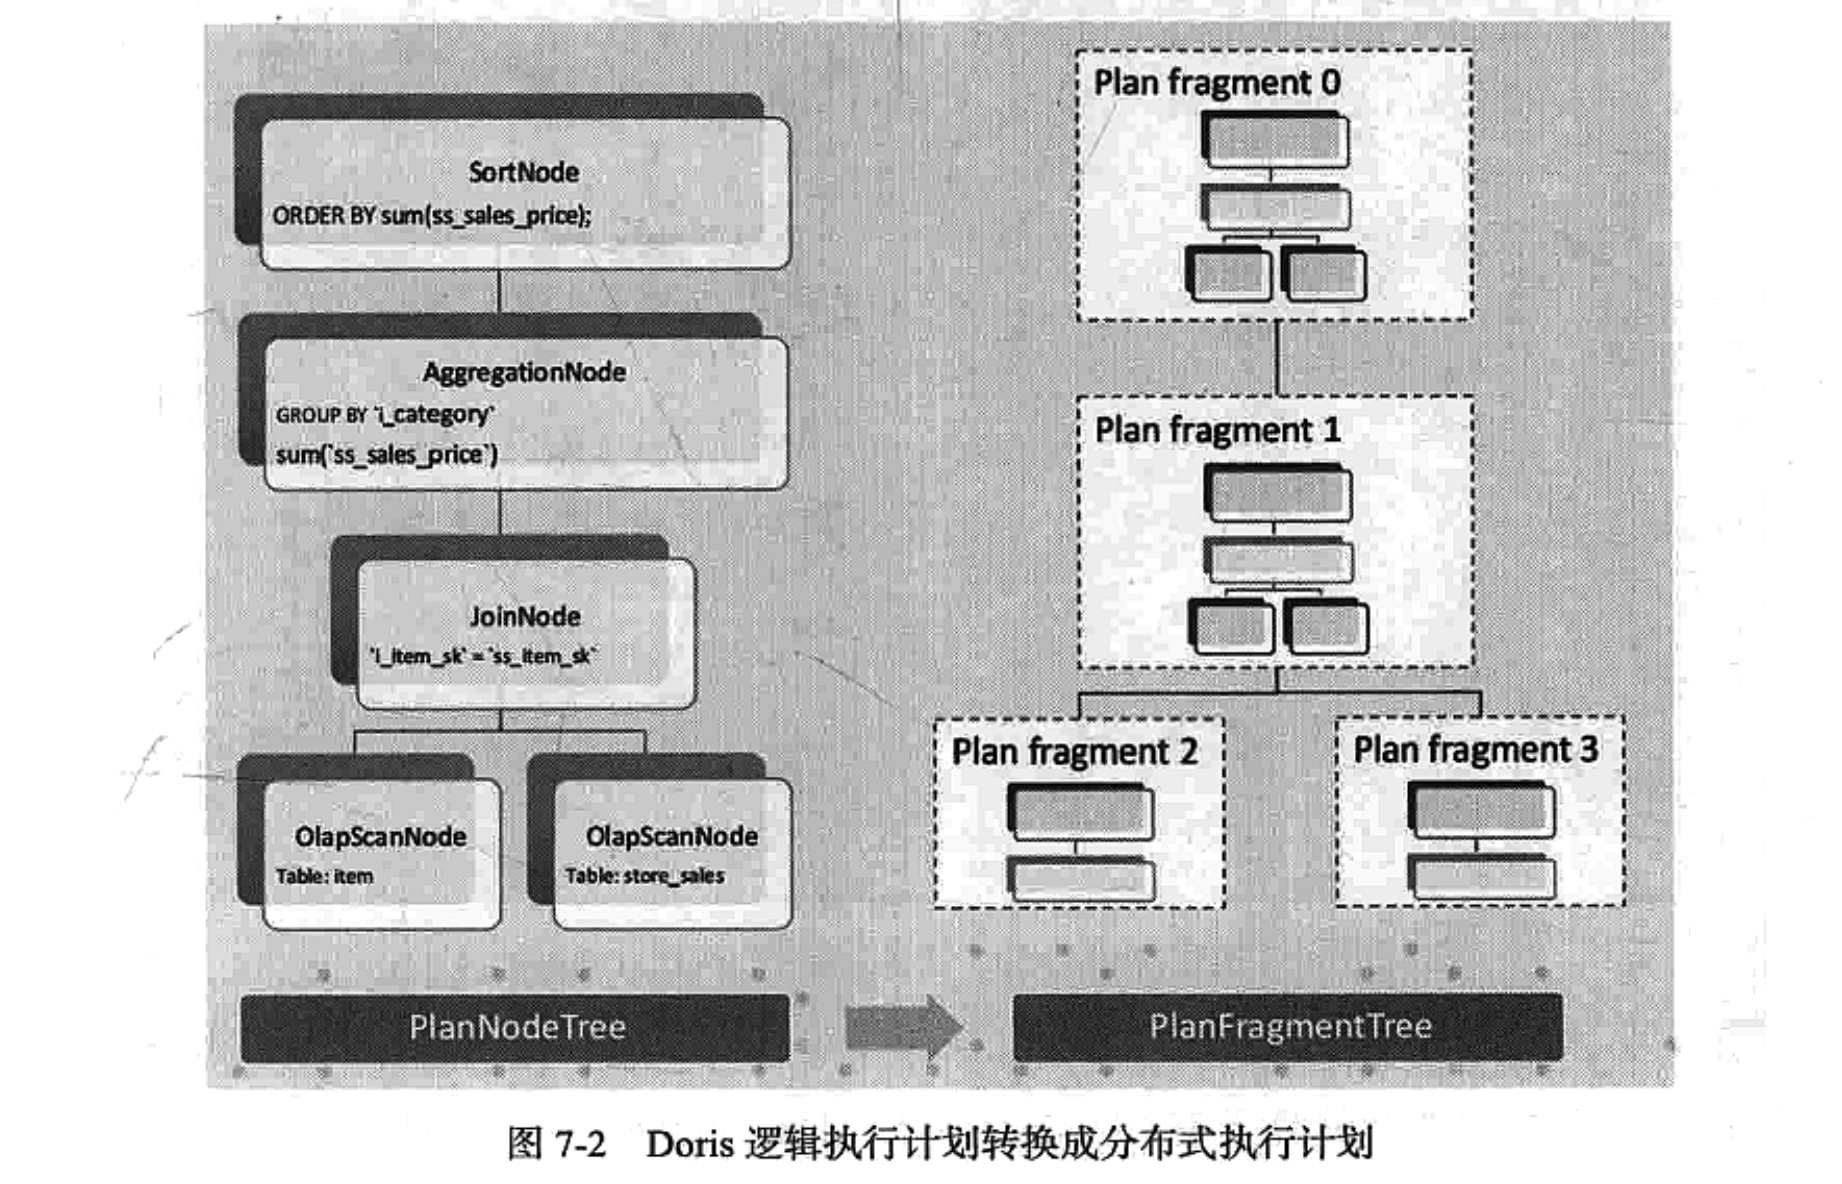 SortNode
ORDER BY sum(ss_sales_price);
AggregationNode
GROUP BY `i_category`
sum(`ss_sales_price`)
JoinNode
`i_item_sk` = `ss_item_sk`
OlapScanNode
Table: item
OlapScanNode
Table: store_sales
PlanNodeTree
Plan fragment 0
Plan fragment 1
Plan fragment 2
Plan fragment 3
PlanFragmentTree
图 7-2 Doris 逻辑执行计划转换成分布式执行计划